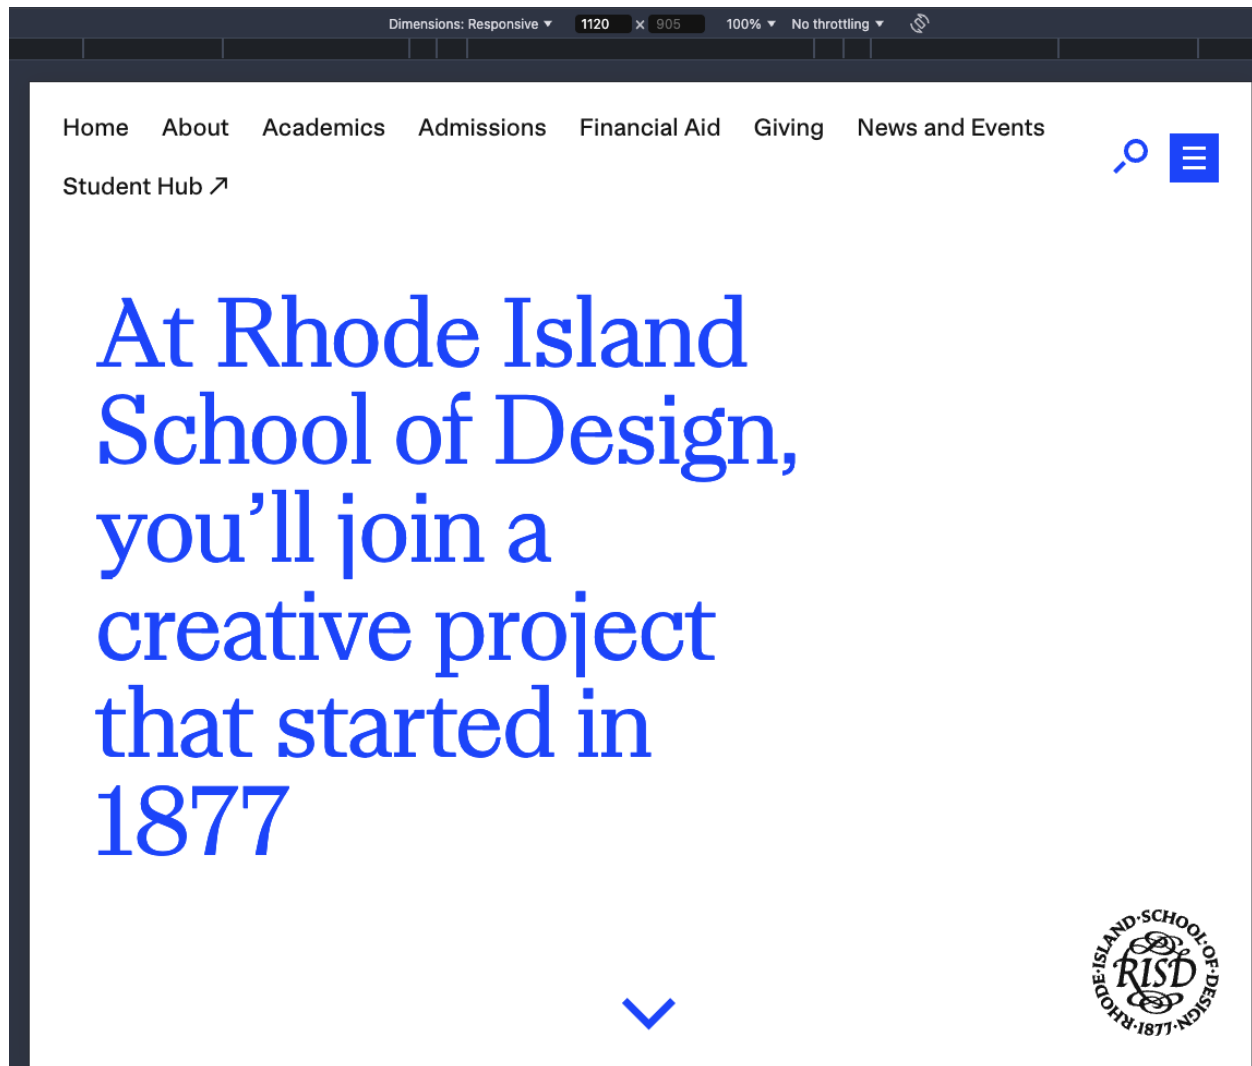 Dimensions: Responsive ▼ 1120 x 905 100% ▼ No throttling ▼
Home About Academics Admissions Financial Aid Giving News and Events
Student Hub ↗
At Rhode Island
School of Design,
you’ll join a
creative project
that started in
1877
RHODE·ISLAND·SCHOOL·OF·DESIGN·1877·
RISD